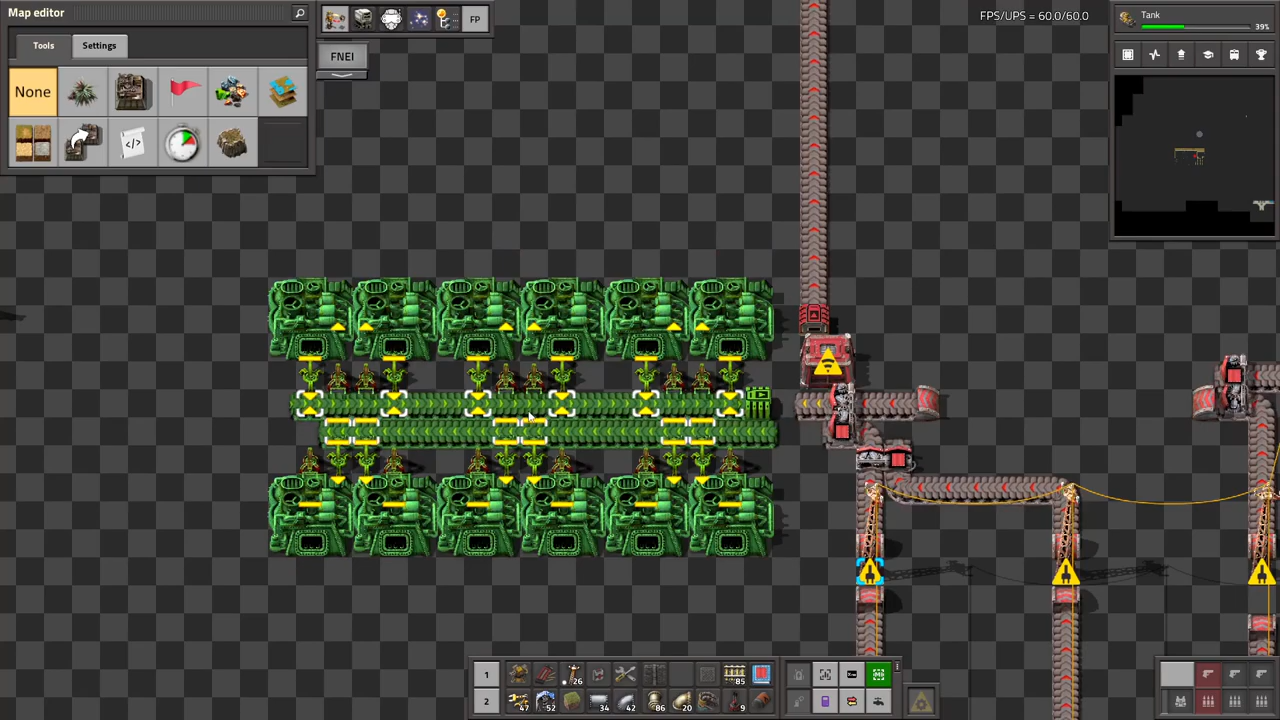 Map editor
FP
FPS/UPS = 60.0/60.0
Tank
39%
Tools
Settings
FNEI
None
</>
1
26
85
2
47
52
34
42
86
20
9